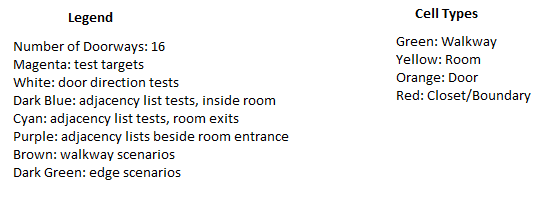 Legend
Number of Doorways: 16
Magenta: test targets
White: door direction tests
Dark Blue: adjacency list tests, inside room
Cyan: adjacency list tests, room exits
Purple: adjacency lists beside room entrance
Brown: walkway scenarios
Dark Green: edge scenarios
Cell Types
Green: Walkway
Yellow: Room
Orange: Door
Red: Closet/Boundary